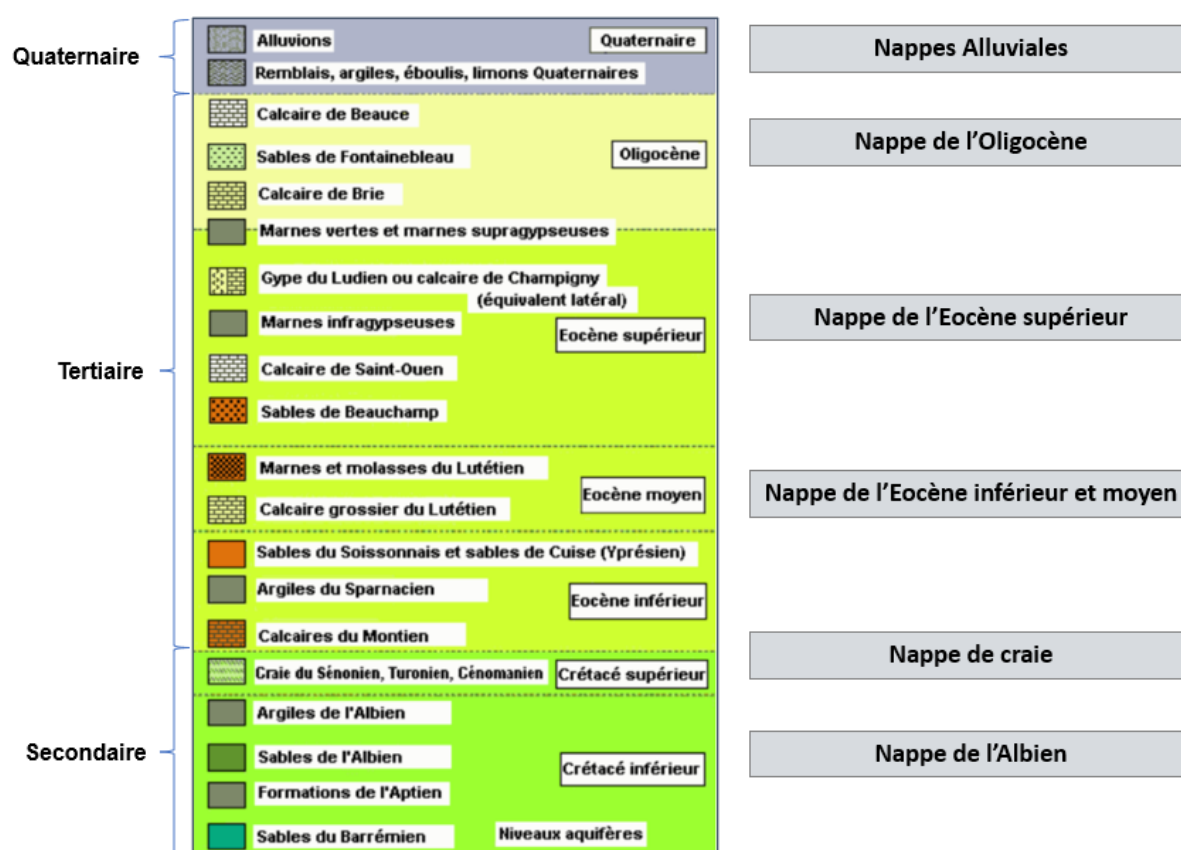 Quaternaire
Alluvions
Quaternaire
Remblais, argiles, éboulis, limons Quaternaires
Nappes Alluviales
Tertiaire
Calcaire de Beauce
Sables de Fontainebleau
Oligocène
Calcaire de Brie
Marnes vertes et marnes supragypseuses
Nappe de l'Oligocène
Gype du Ludien ou calcaire de Champigny
(équivalent latéral)
Marnes infragypseuses
Eocène supérieur
Calcaire de Saint-Ouen
Sables de Beauchamp
Nappe de l'Eocène supérieur
Marnes et molasses du Lutétien
Eocène moyen
Calcaire grossier du Lutétien
Sables du Soissonnais et sables de Cuise (Yprésien)
Argiles du Sparnacien
Eocène inférieur
Calcaires du Montien
Nappe de l'Eocène inférieur et moyen
Secondaire
Craie du Sénonien, Turonien, Cénomanien
Crétacé supérieur
Nappe de craie
Argiles de l'Albien
Sables de l'Albien
Crétacé inférieur
Formations de l'Aptien
Sables du Barrémien
Niveaux aquifères
Nappe de l'Albien